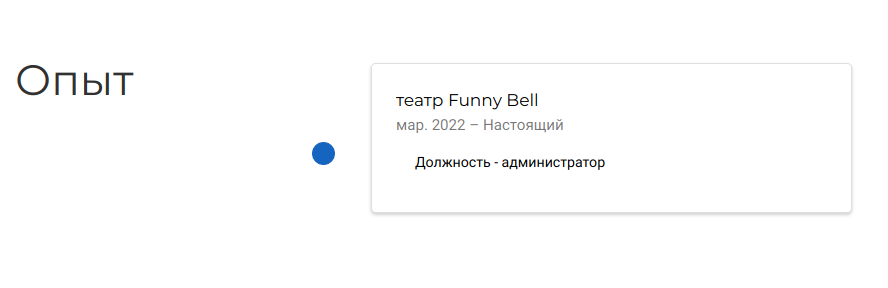 Опыт
театр Funny Bell
мар. 2022 – Настоящий
Должность - администратор